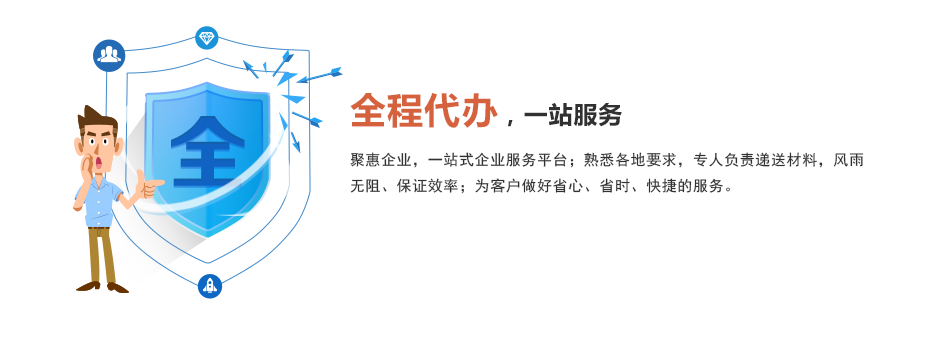 全
全程代办，一站服务
聚惠企业，一站式企业服务平台；熟悉各地要求，专人负责递送材料，风雨
无阻、保证效率；为客户做好省心、省时、快捷的服务。